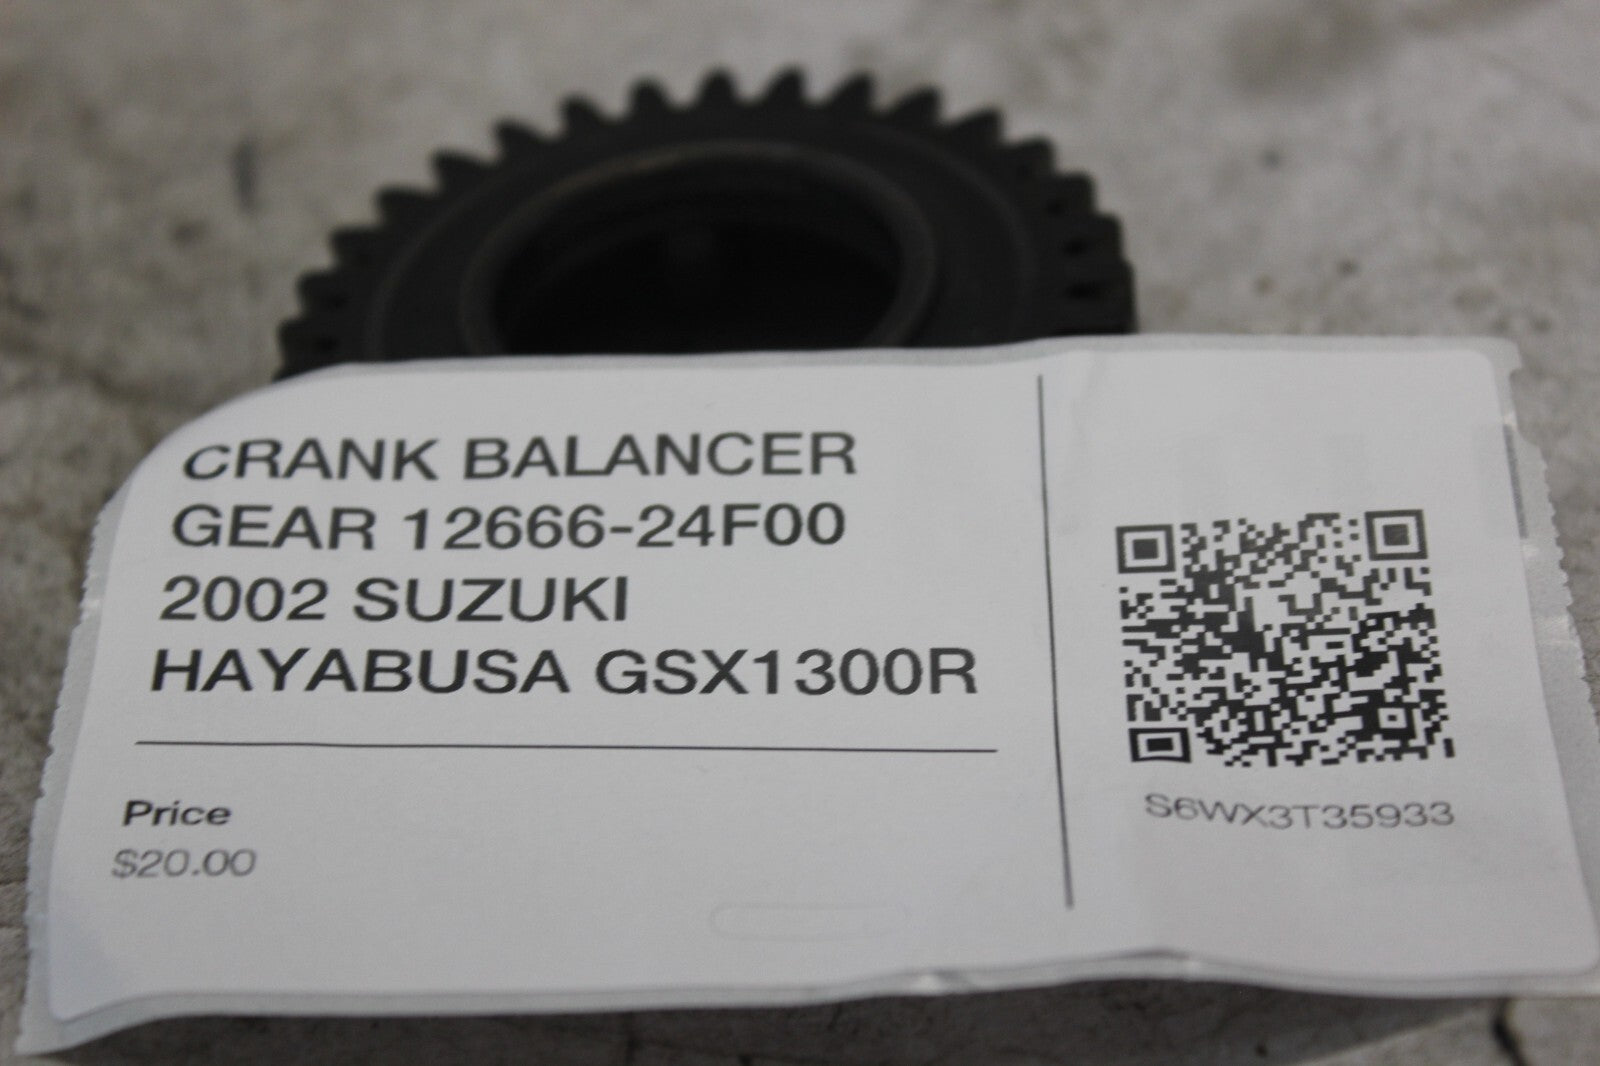 CRANK BALANCER
GEAR 12666-24F00
2002 SUZUKI
HAYABUSA GSX1300R
Price
$20.00
S6WX3T35933